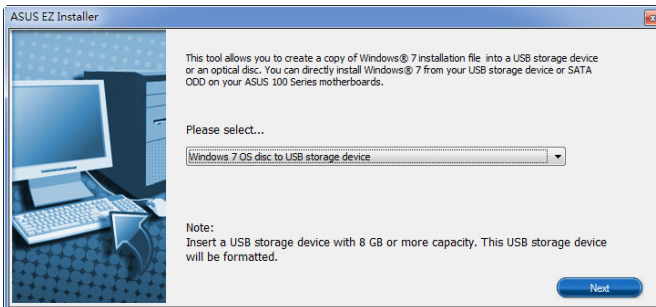 ASUS EZ Installer
This tool allows you to create a copy of Windows® 7 installation file into a USB storage device
or an optical disc. You can directly install Windows® 7 from your USB storage device or SATA
ODD on your ASUS 100 Series motherboards.
Please select...
Windows 7 OS disc to USB storage device
Note:
Insert a USB storage device with 8 GB or more capacity. This USB storage device
will be formatted.
Next